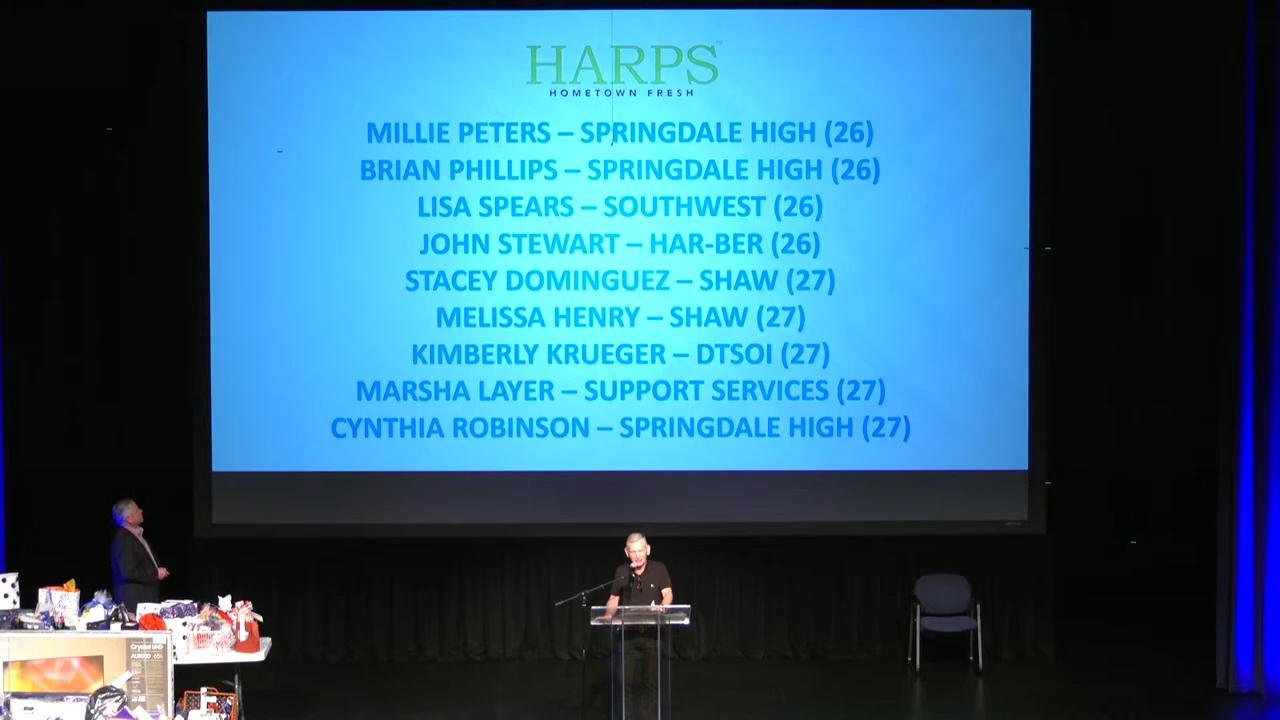 HARPS
HOMETOWN FRESH
MILLIE PETERS – SPRINGDALE HIGH (26)
BRIAN PHILLIPS – SPRINGDALE HIGH (26)
LISA SPEARS – SOUTHWEST (26)
JOHN STEWART – HAR-BER (26)
STACEY DOMINGUEZ – SHAW (27)
MELISSA HENRY – SHAW (27)
KIMBERLY KRUEGER – DTSOI (27)
MARSHA LAYER – SUPPORT SERVICES (27)
CYNTHIA ROBINSON – SPRINGDALE HIGH (27)
Crystal UHD